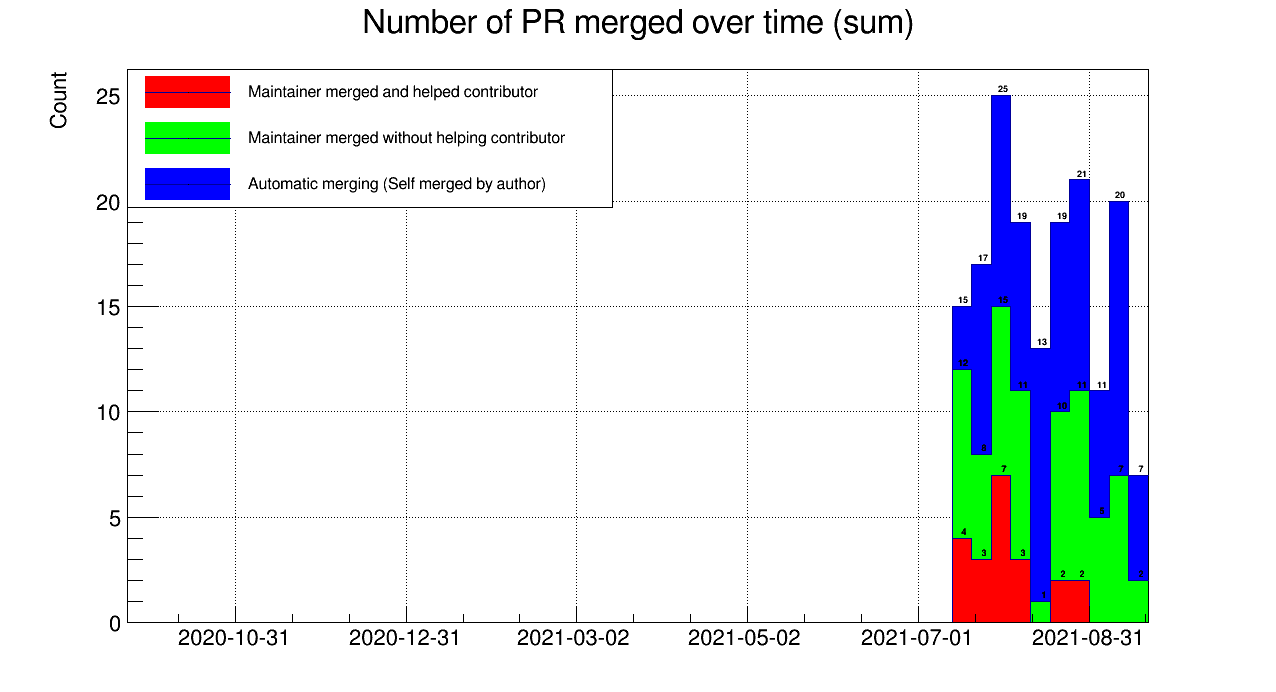 Number of PR merged over time (sum)
Count
Maintainer merged and helped contributor
Maintainer merged without helping contributor
Automatic merging (Self merged by author)
25
20
15
10
5
0
15 17 25 19 13 19 21 11 20 7
12 8 15 11 1 10 11 5 7 2
4 3 7 3 2 2
2020-10-31 2020-12-31 2021-03-02 2021-05-02 2021-07-01 2021-08-31